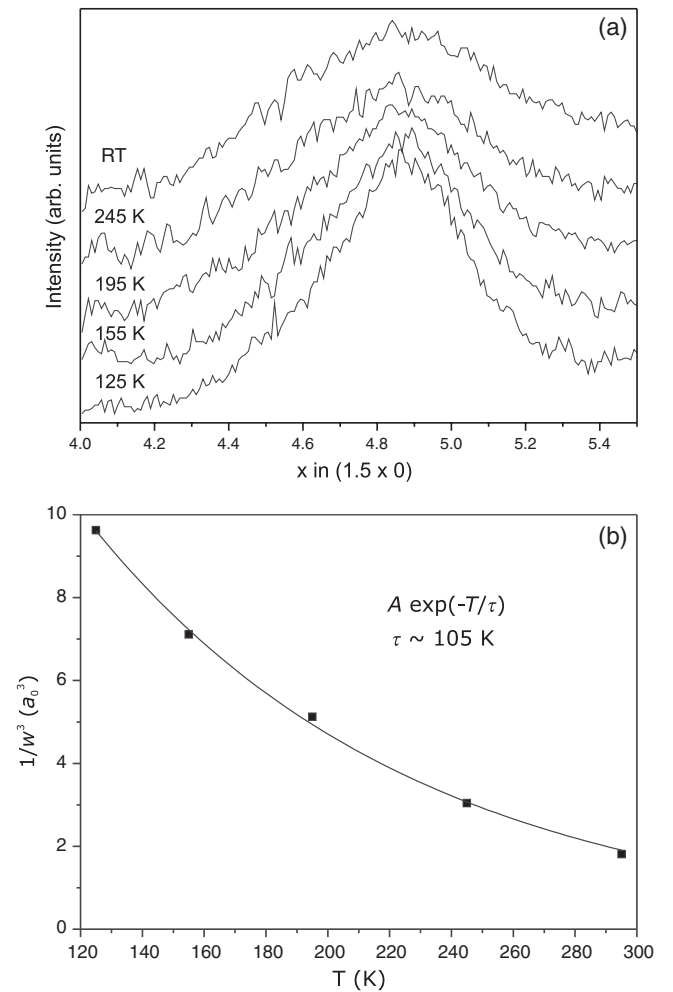 (a)
Intensity (arb. units)
RT
245 K
195 K
155 K
125 K
4.0 4.2 4.4 4.6 4.8 5.0 5.2 5.4
x in (1.5 x 0)
(b)
10
8
6
4
2
0
1/w³ (a₀³)
A exp(-T/τ)
τ ~ 105 K
120 140 160 180 200 220 240 260 280 300
T (K)